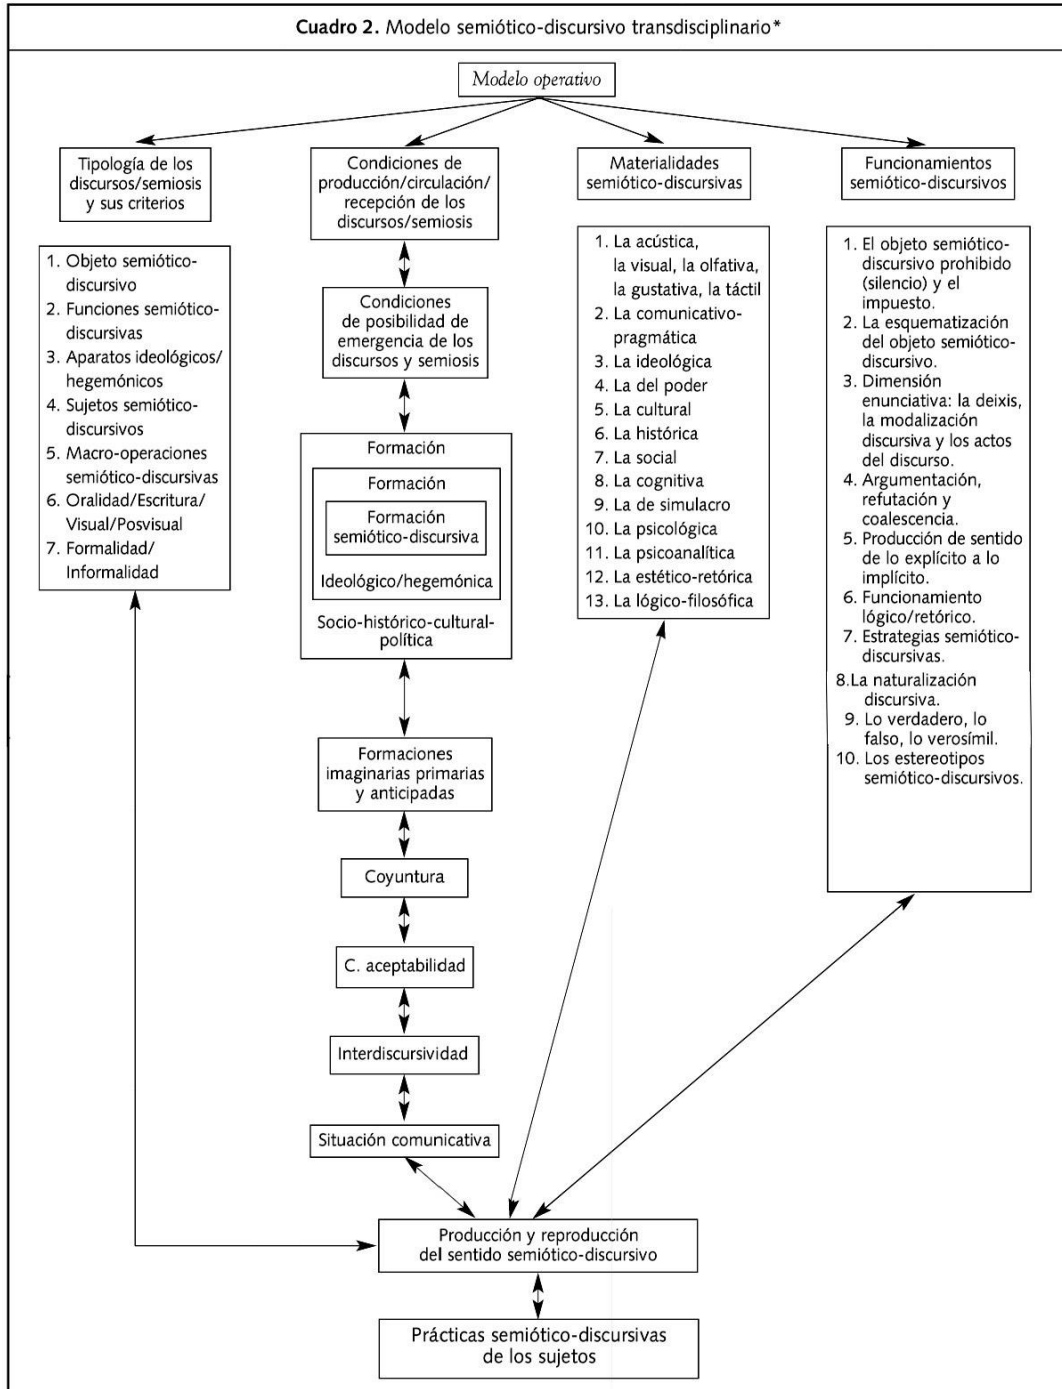 Cuadro 2. Modelo semiótico-discursivo transdisciplinario*
Modelo operativo
Tipología de los
discursos/semiosis
y sus criterios
1. Objeto semiótico-
discursivo
2. Funciones semiótico-
discursivas
3. Aparatos ideológicos/
hegemónicos
4. Sujetos semiótico-
discursivos
5. Macro-operaciones
semiótico-discursivas
6. Oralidad/Escritura/
Visual/Posvisual
7. Formalidad/
Informalidad
Condiciones de
producción/circulación/
recepción de los
discursos/semiosis
Condiciones
de posibilidad de
emergencia de los
discursos y semiosis
Formación
Formación
Formación
semiótico-discursiva
Ideológico/hegemónica
Socio-histórico-cultural-
política
Formaciones
imaginarias primarias
y anticipadas
Coyuntura
C. aceptabilidad
Interdiscursividad
Situación comunicativa
Materialidades
semiótico-discursivas
1. La acústica,
la visual, la olfativa,
la gustativa, la táctil
2. La comunicativo-
pragmática
3. La ideológica
4. La del poder
5. La cultural
6. La histórica
7. La social
8. La cognitiva
9. La de simulacro
10. La psicológica
11. La psicoanalítica
12. La estético-retórica
13. La lógico-filosófica
Funcionamientos
semiótico-discursivos
1. El objeto semiótico-
discursivo prohibido
(silencio) y el
impuesto.
2. La esquematización
del objeto semiótico-
discursivo.
3. Dimensión
enunciativa: la deixis,
la modalización
discursiva y los actos
del discurso.
4. Argumentación,
refutación y
coalescencia.
5. Producción de sentido
de lo explícito a lo
implícito.
6. Funcionamiento
lógico/retórico.
7. Estrategias semiótico-
discursivas.
8.La naturalización
discursiva.
9. Lo verdadero, lo
falso, lo verosímil.
10. Los estereotipos
semiótico-discursivos.
Producción y reproducción
del sentido semiótico-discursivo
Prácticas semiótico-discursivas
de los sujetos